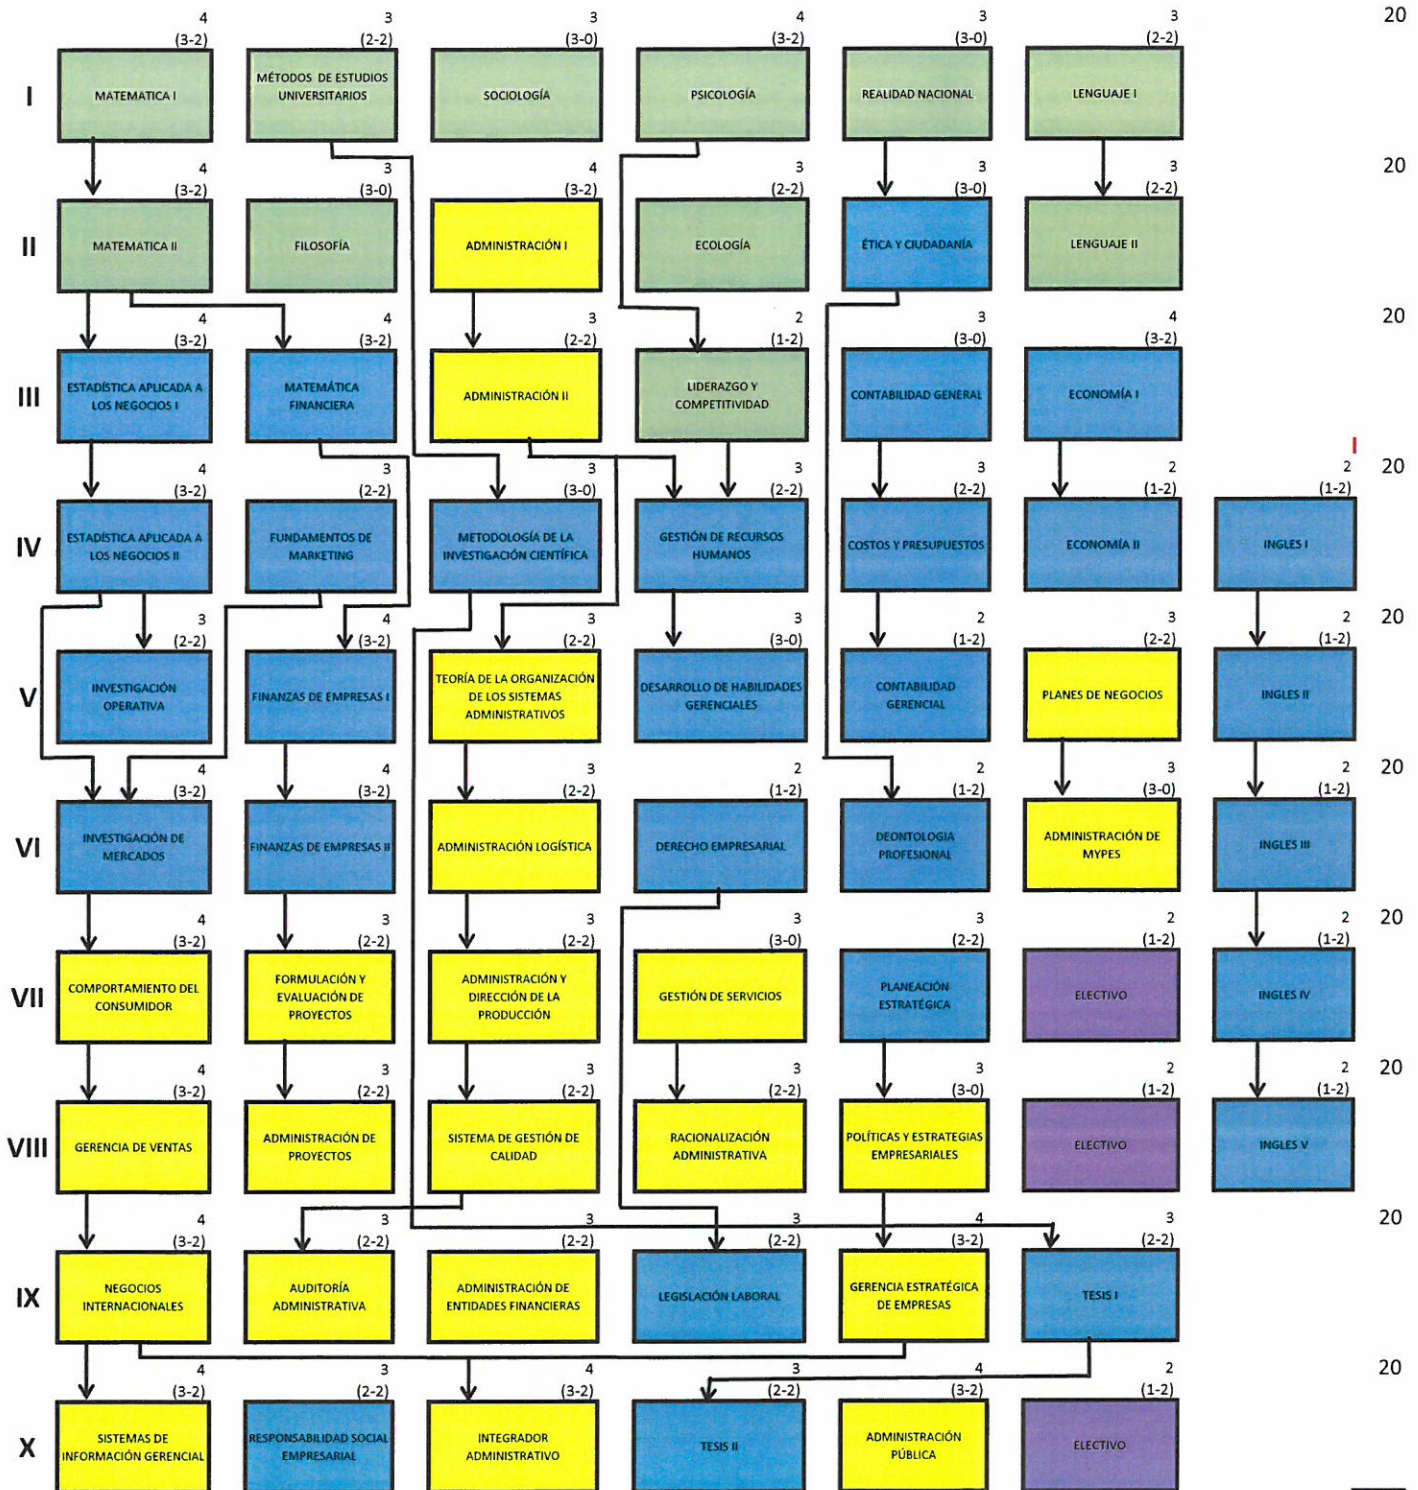 4 3 3 4 3 3 20
(3-2) (2-2) (3-0) (3-2) (3-0) (2-2)
I MATEMATICA I MÉTODOS DE ESTUDIOS UNIVERSITARIOS SOCIOLOGÍA PSICOLOGÍA REALIDAD NACIONAL LENGUAJE I
4 3 4 3 3 3 20
(3-2) (3-0) (3-2) (2-2) (3-0) (2-2)
II MATEMATICA II FILOSOFÍA ADMINISTRACIÓN I ECOLOGÍA ÉTICA Y CIUDADANÍA LENGUAJE II
4 4 3 2 3 4 20
(3-2) (3-2) (2-2) (1-2) (3-0) (3-2)
III ESTADÍSTICA APLICADA A LOS NEGOCIOS I MATEMÁTICA FINANCIERA ADMINISTRACIÓN II LIDERAZGO Y COMPETITIVIDAD CONTABILIDAD GENERAL ECONOMÍA I
I
4 3 3 3 3 2 2 20
(3-2) (2-2) (3-0) (2-2) (2-2) (1-2) (1-2)
IV ESTADÍSTICA APLICADA A LOS NEGOCIOS II FUNDAMENTOS DE MARKETING METODOLOGÍA DE LA INVESTIGACIÓN CIENTÍFICA GESTIÓN DE RECURSOS HUMANOS COSTOS Y PRESUPUESTOS ECONOMÍA II INGLES I
3 4 3 3 2 3 2 20
(2-2) (3-2) (2-2) (3-0) (1-2) (2-2) (1-2)
V INVESTIGACIÓN OPERATIVA FINANZAS DE EMPRESAS I TEORÍA DE LA ORGANIZACIÓN DE LOS SISTEMAS ADMINISTRATIVOS DESARROLLO DE HABILIDADES GERENCIALES CONTABILIDAD GERENCIAL PLANES DE NEGOCIOS INGLES II
4 4 3 2 2 3 2 20
(3-2) (3-2) (2-2) (1-2) (1-2) (3-0) (1-2)
VI INVESTIGACIÓN DE MERCADOS FINANZAS DE EMPRESAS II ADMINISTRACIÓN LOGÍSTICA DERECHO EMPRESARIAL DEONTOLOGIA PROFESIONAL ADMINISTRACIÓN DE MYPES INGLES III
4 3 3 3 3 2 2 20
(3-2) (2-2) (2-2) (3-0) (2-2) (1-2) (1-2)
VII COMPORTAMIENTO DEL CONSUMIDOR FORMULACIÓN Y EVALUACIÓN DE PROYECTOS ADMINISTRACIÓN Y DIRECCIÓN DE LA PRODUCCIÓN GESTIÓN DE SERVICIOS PLANEACIÓN ESTRATÉGICA ELECTIVO INGLES IV
4 3 3 3 3 2 2 20
(3-2) (2-2) (2-2) (2-2) (3-0) (1-2) (1-2)
VIII GERENCIA DE VENTAS ADMINISTRACIÓN DE PROYECTOS SISTEMA DE GESTIÓN DE CALIDAD RACIONALIZACIÓN ADMINISTRATIVA POLÍTICAS Y ESTRATEGIAS EMPRESARIALES ELECTIVO INGLES V
4 3 3 3 4 3 20
(3-2) (2-2) (2-2) (2-2) (3-2) (2-2)
IX NEGOCIOS INTERNACIONALES AUDITORÍA ADMINISTRATIVA ADMINISTRACIÓN DE ENTIDADES FINANCIERAS LEGISLACIÓN LABORAL GERENCIA ESTRATÉGICA DE EMPRESAS TESIS I
4 3 4 3 4 2 20
(3-2) (2-2) (3-2) (2-2) (3-2) (1-2)
X SISTEMAS DE INFORMACIÓN GERENCIAL RESPONSABILIDAD SOCIAL EMPRESARIAL INTEGRADOR ADMINISTRATIVO TESIS II ADMINISTRACIÓN PÚBLICA ELECTIVO